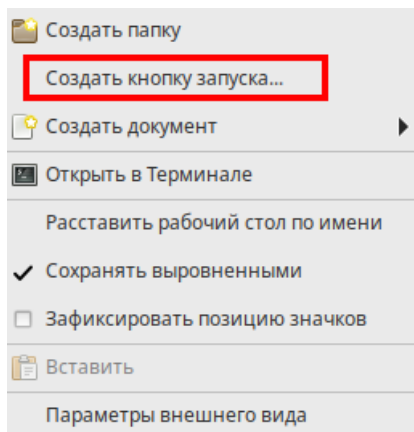 Создать папку
Создать кнопку запуска...
Создать документ
Открыть в Терминале
Расставить рабочий стол по имени
Сохранять выровненными
Зафиксировать позицию значков
Вставить
Параметры внешнего вида